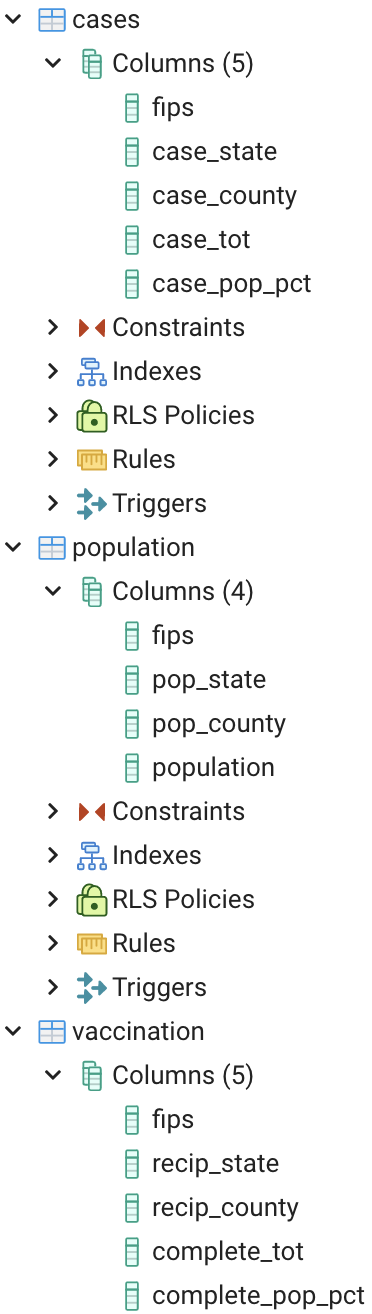 cases
Columns (5)
fips
case_state
case_county
case_tot
case_pop_pct
Constraints
Indexes
RLS Policies
Rules
Triggers
population
Columns (4)
fips
pop_state
pop_county
population
Constraints
Indexes
RLS Policies
Rules
Triggers
vaccination
Columns (5)
fips
recip_state
recip_county
complete_tot
complete_pop_pct